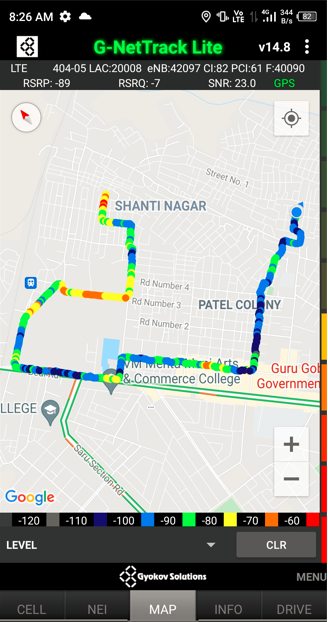 8:26 G Vo LTE 4G 344 B/s 82
G-NetTrack Lite v14.8
LTE 404-05 LAC:20008 eNB:42097 CI:82 PCI:61 F:40090
RSRP:-89 RSRQ:-7 SNR: 23.0 GPS
Street No. 1
SHANTI NAGAR
Rd Number 4
Rd Number 3
PATEL COLONY
Rd Number 2
VM Mehta
Arts
& Commerce College
Guru Gob
Governmen
LLEGE
Saru Section Rd
+
−
Google
-120 -110 -100 -90 -80 -70 -60
LEVEL CLR
Gyokov Solutions MENU
CELL NEI MAP INFO DRIVE